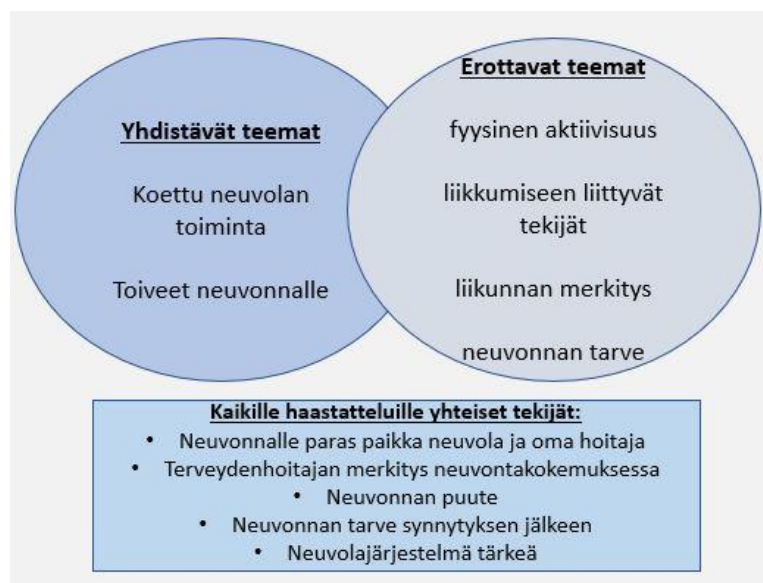 Yhdistävät teemat
Koettu neuvolan
toiminta
Toiveet neuvonnalle
Erottavat teemat
fyysinen aktiivisuus
liikkumiseen liittyvät
tekijät
liikunnan merkitys
neuvonnan tarve
Kaikille haastatteluille yhteiset tekijät:
• Neuvonnalle paras paikka neuvola ja oma hoitaja
• Terveydenhoitajan merkitys neuvontakokemuksessa
• Neuvonnan puute
• Neuvonnan tarve synnytyksen jälkeen
• Neuvolajärjestelmä tärkeä